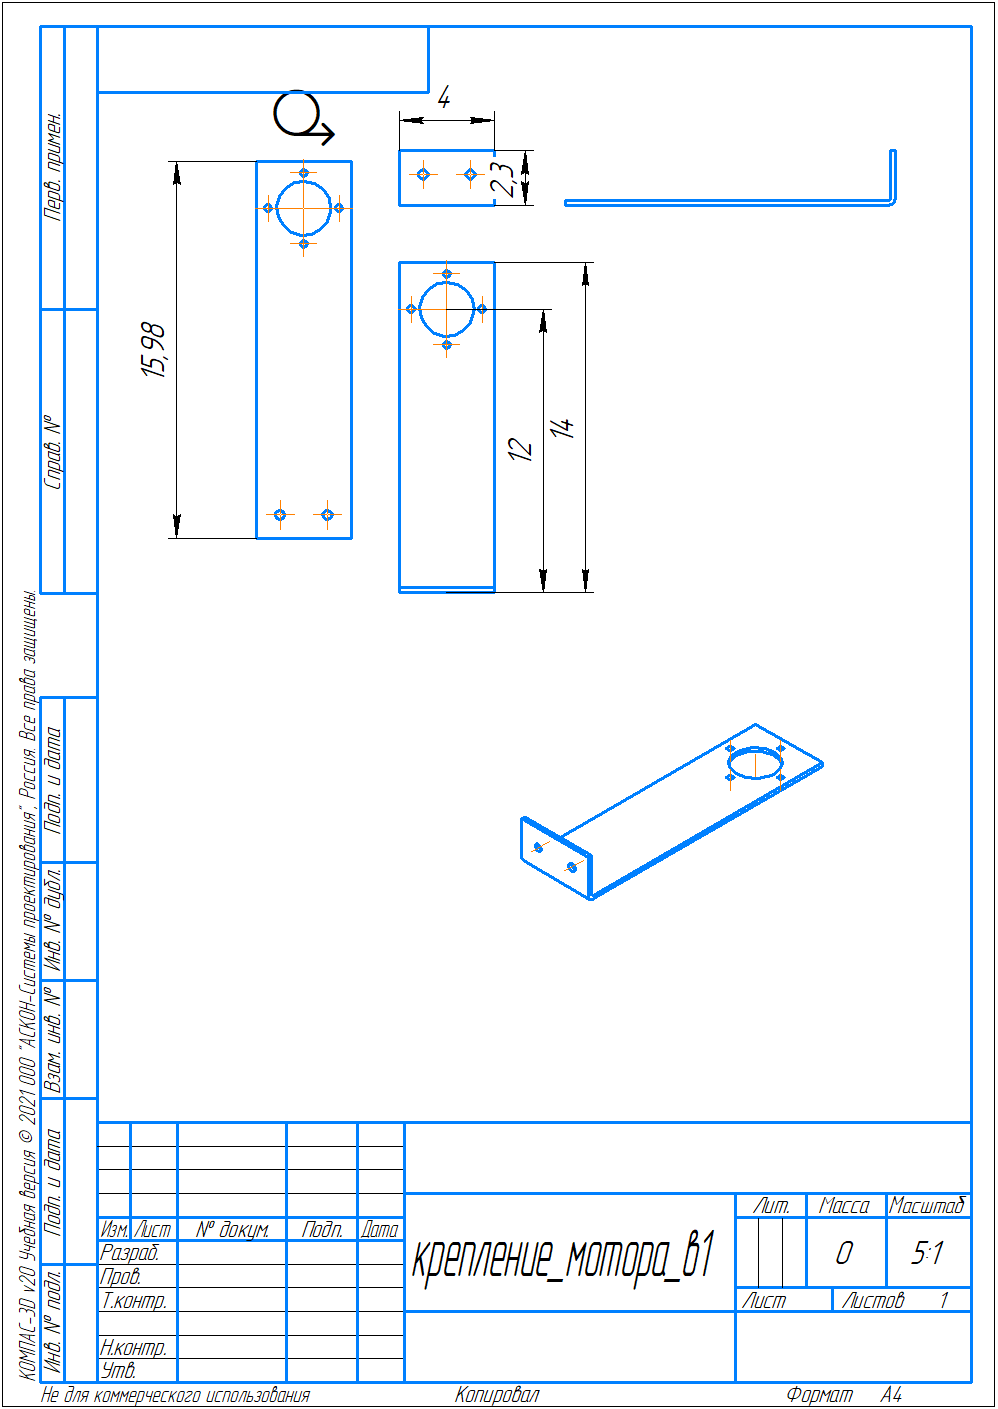 Перв. примен.
Справ. №
Подп. и дата
Инв. № дубл.
Взам. инв. №
Подп. и дата
Инв. № подл.
КОМПАС-3D v20 Учебная версия © 2021 ООО "АСКОН-Системы проектирования", Россия. Все права защищены.
4
2,3
15,98
12
14
Изм. Лист № докум. Подп. Дата
Разраб.
Пров.
Т.контр.
Н.контр.
Утв.
крепление_мотора_в1
Лит. Масса Масштаб
0 5:1
Лист Листов 1
Не для коммерческого использования Копировал Формат А4